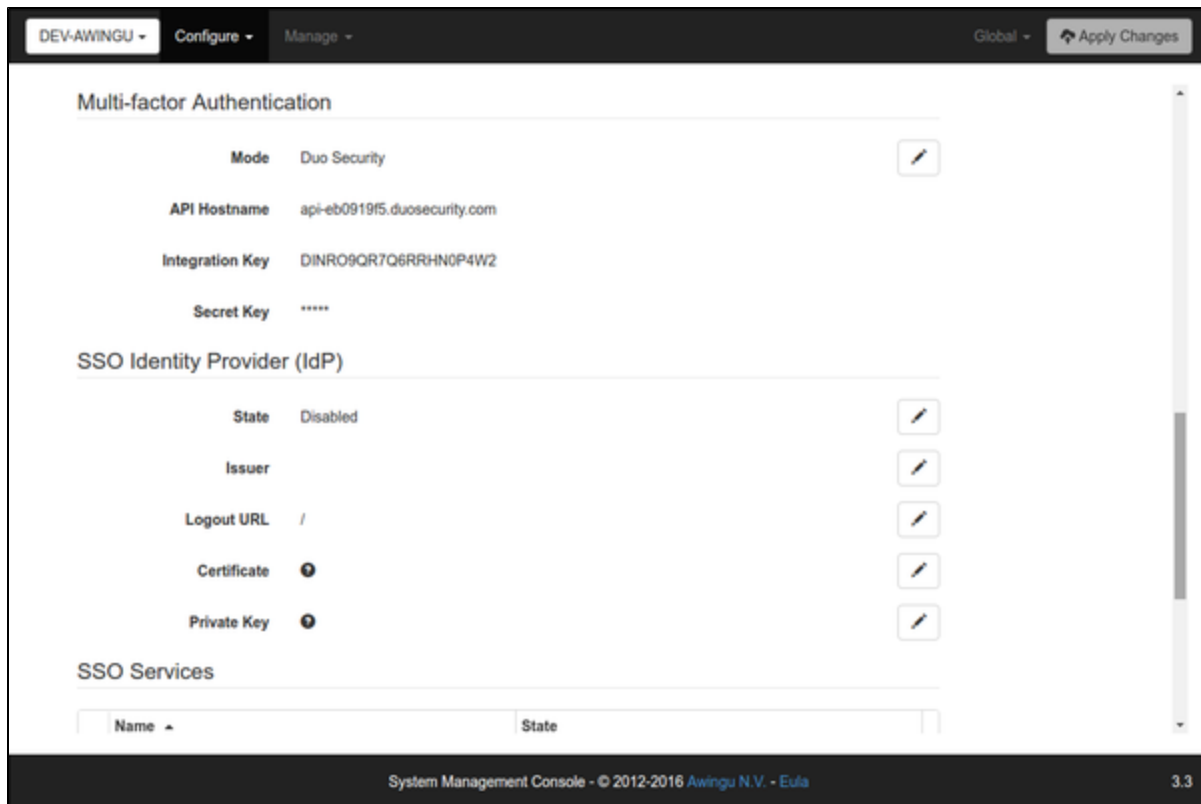 DEV-AWINGU Configure Manage Global Apply Changes
Multi-factor Authentication
Mode Duo Security
API Hostname api-eb0919f5.duosecurity.com
Integration Key DINRO9QR7Q6RRHN0P4W2
Secret Key *****
SSO Identity Provider (IdP)
State Disabled
Issuer
Logout URL /
Certificate
Private Key
SSO Services
Name State
System Management Console - © 2012-2016 Awingu N.V. - Eula 3.3